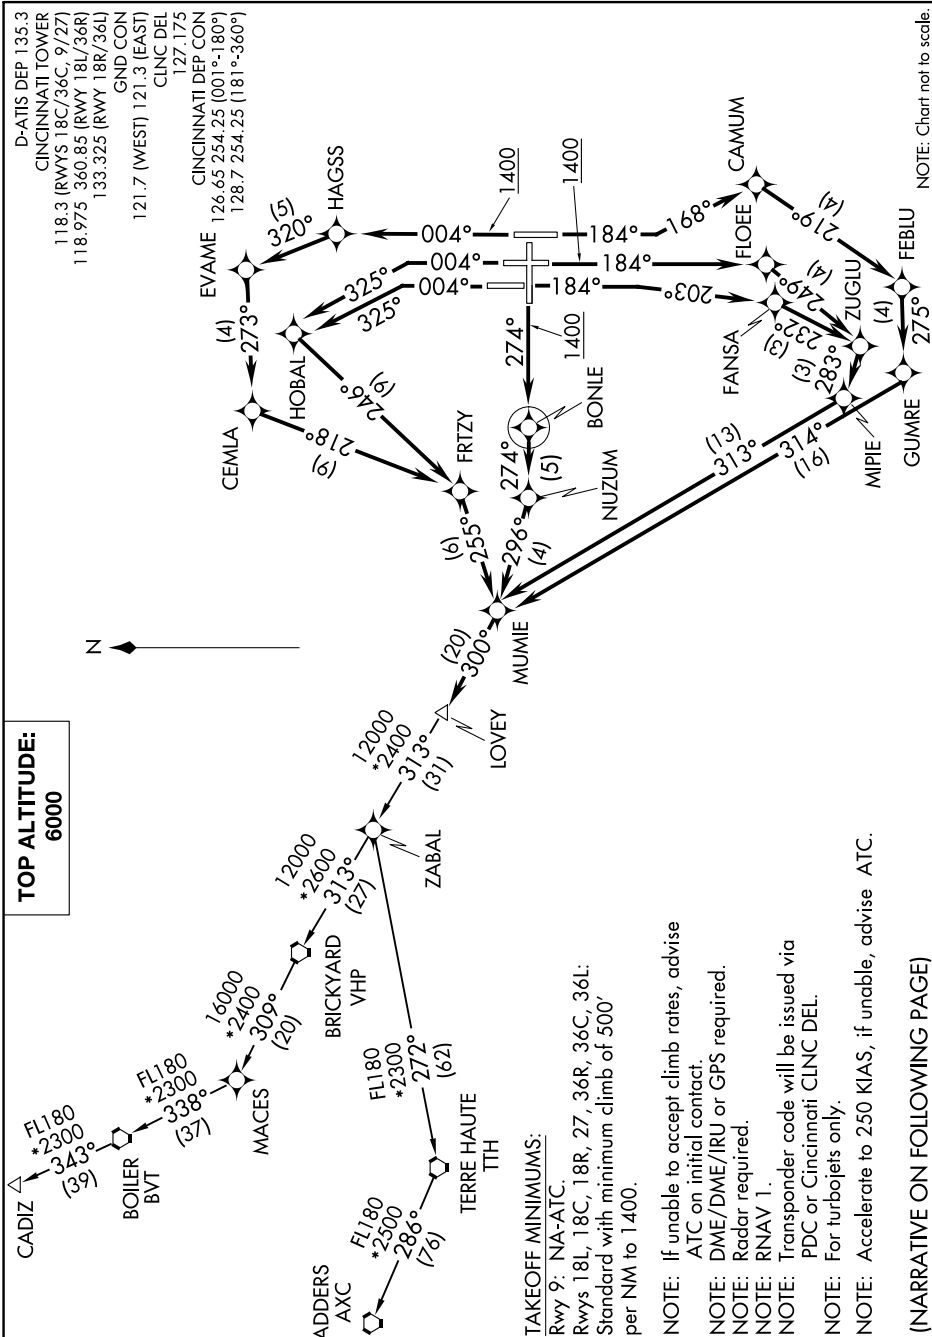 D-ATIS DEP 135.3
CINCINNATI TOWER
118.3 (RWYS 18C/36C, 9/27)
118.975 360.85 (RWY 18L/36R)
133.325 (RWY 18R/36L)
GND CON
121.7 (WEST) 121.3 (EAST)
CLNC DEL
127.175
CINCINNATI DEP CON
126.65 254.25 (001°-180°)
128.7 254.25 (181°-360°)
TOP ALTITUDE:
6000
N
CADIZ
FL180
*2300
343°
(39)
BOILER
BVT
FL180
*2300
338°
(37)
MACES
16000
*2400
309°
(20)
BRICKYARD
VHP
12000
*2600
313°
(27)
ZABAL
12000
*2400
313°
(31)
LOVEY
(20)
300°
MUMIE
FL180
*2300
272°
(62)
TERRE HAUTE
TTH
FL180
*2500
286°
(76)
ADDERS
AXC
EVAME
(5)
320°
HAGSS
(4)
273°
CEMLA
218°
(9)
HOBAL
246°
(9)
FRTZY
(6)
255°
325°
325°
004°
004°
004°
1400
1400
1400
274°
BONLE
274°
(5)
NUZUM
296°
(4)
184°
184°
184°
168°
203°
CAMUM
219°
(4)
FLOEE
249°
(4)
FANSA
232°
(3)
ZUGLU
283°
(3)
MIPIE
FEBLU
275°
(4)
GUMRE
(13)
313°
314°
(16)
NOTE: Chart not to scale.
TAKEOFF MINIMUMS:
Rwy 9: NA-ATC.
Rwys 18L, 18C, 18R, 27, 36R, 36C, 36L:
Standard with minimum climb of 500'
per NM to 1400.
NOTE: If unable to accept climb rates, advise
ATC on initial contact.
NOTE: DME/DME/IRU or GPS required.
NOTE: Radar required.
NOTE: RNAV 1.
NOTE: Transponder code will be issued via
PDC or Cincinnati CLNC DEL.
NOTE: For turbojets only.
NOTE: Accelerate to 250 KIAS, if unable, advise ATC.
(NARRATIVE ON FOLLOWING PAGE)